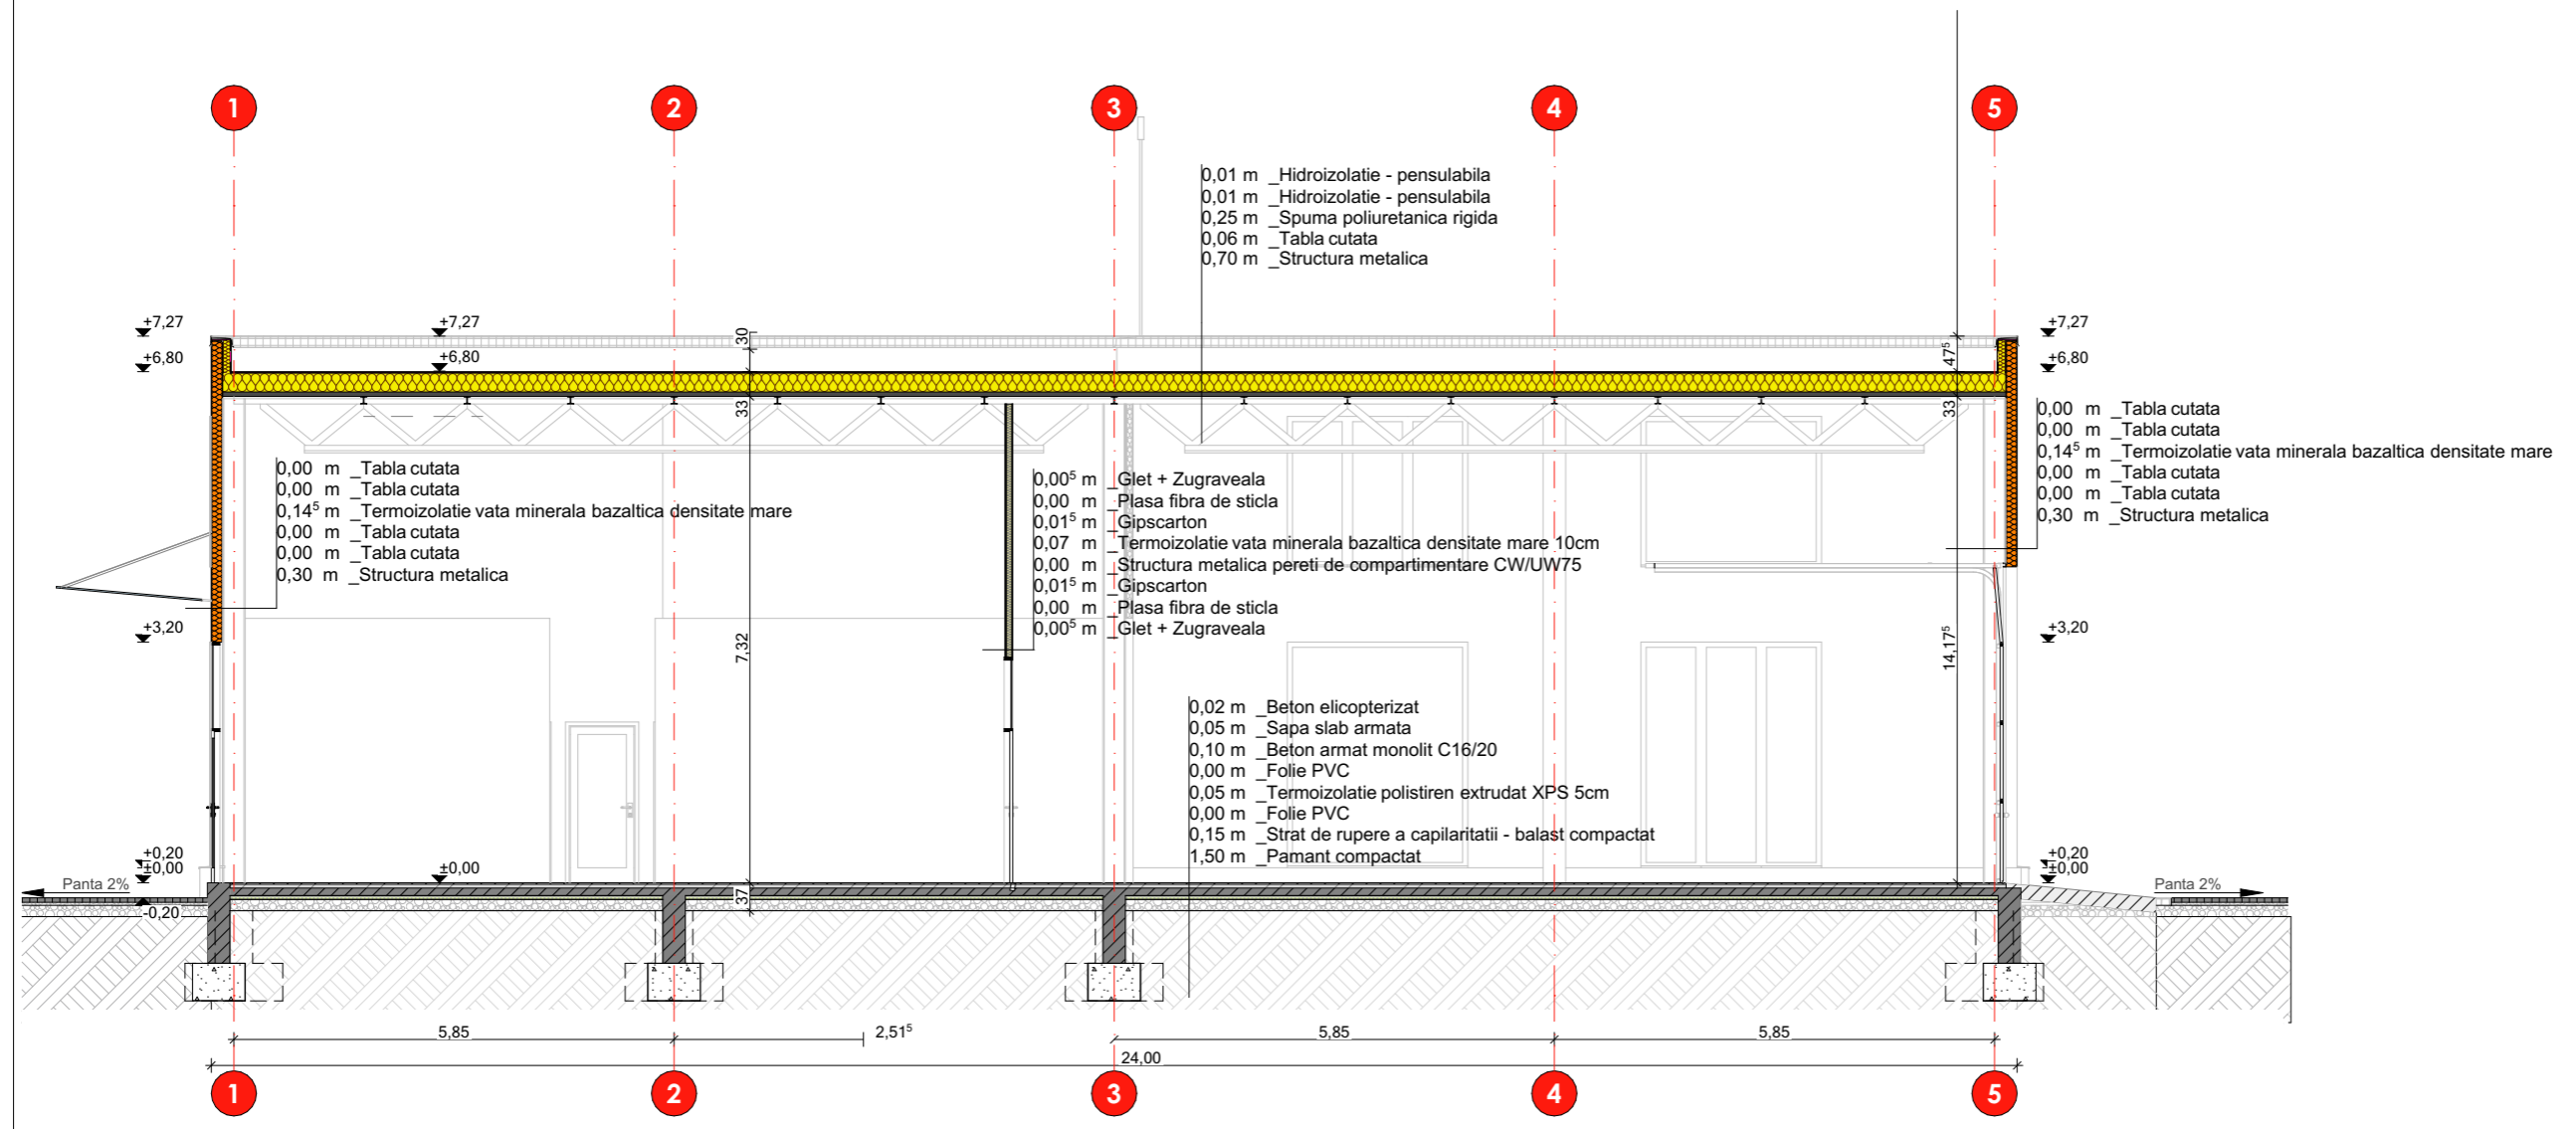 1 2 3 4 5
0,01 m _Hidroizolatie - pensulabila
0,01 m _Hidroizolatie - pensulabila
0,25 m _Spuma poliuretanica rigida
0,06 m _Tabla cutata
0,70 m _Structura metalica
+7,27 +7,27 30 +7,27
+6,80 +6,80 47⁵ +6,80
33 33
0,00 m _Tabla cutata
0,00 m _Tabla cutata
0,14⁵ m _Termoizolatie vata minerala bazaltica densitate mare
0,00 m _Tabla cutata
0,00 m _Tabla cutata
0,30 m _Structura metalica
0,00⁵ m _Glet + Zugraveala
0,00 m _Plasa fibra de sticla
0,01⁵ m _Gipscarton
0,07 m _Termoizolatie vata minerala bazaltica densitate mare 10cm
0,00 m _Structura metalica pereti de compartimentare CW/UW75
0,01⁵ m _Gipscarton
0,00 m _Plasa fibra de sticla
0,00⁵ m _Glet + Zugraveala
0,00 m _Tabla cutata
0,00 m _Tabla cutata
0,14⁵ m _Termoizolatie vata minerala bazaltica densitate mare
0,00 m _Tabla cutata
0,00 m _Tabla cutata
0,30 m _Structura metalica
+3,20 7,32 14,17⁵ +3,20
0,02 m _Beton elicopterizat
0,05 m _Sapa slab armata
0,10 m _Beton armat monolit C16/20
0,00 m _Folie PVC
0,05 m _Termoizolatie polistiren extrudat XPS 5cm
0,00 m _Folie PVC
0,15 m _Strat de rupere a capilaritatii - balast compactat
1,50 m _Pamant compactat
+0,20 +0,20
±0,00 ±0,00 ±0,00
Panta 2% Panta 2%
-0,20 37
5,85 2,51⁵ 5,85 5,85
24,00
1 2 3 4 5